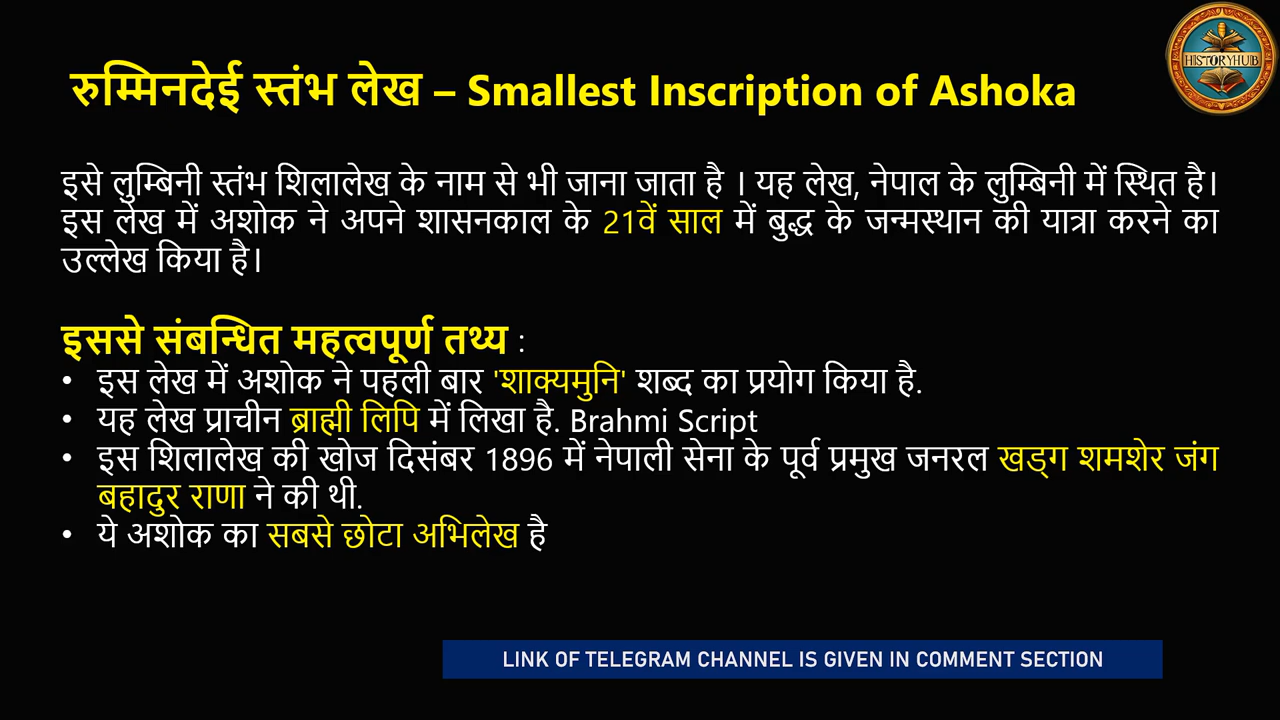 HISTORYHUB
रुम्मिनदेई स्तंभ लेख – Smallest Inscription of Ashoka
इसे लुम्बिनी स्तंभ शिलालेख के नाम से भी जाना जाता है । यह लेख, नेपाल के लुम्बिनी में स्थित है।
इस लेख में अशोक ने अपने शासनकाल के 21वें साल में बुद्ध के जन्मस्थान की यात्रा करने का
उल्लेख किया है।
इससे संबन्धित महत्वपूर्ण तथ्य :
• इस लेख में अशोक ने पहली बार 'शाक्यमुनि' शब्द का प्रयोग किया है.
• यह लेख प्राचीन ब्राह्मी लिपि में लिखा है. Brahmi Script
• इस शिलालेख की खोज दिसंबर 1896 में नेपाली सेना के पूर्व प्रमुख जनरल खड्ग शमशेर जंग
बहादुर राणा ने की थी.
• ये अशोक का सबसे छोटा अभिलेख है
LINK OF TELEGRAM CHANNEL IS GIVEN IN COMMENT SECTION